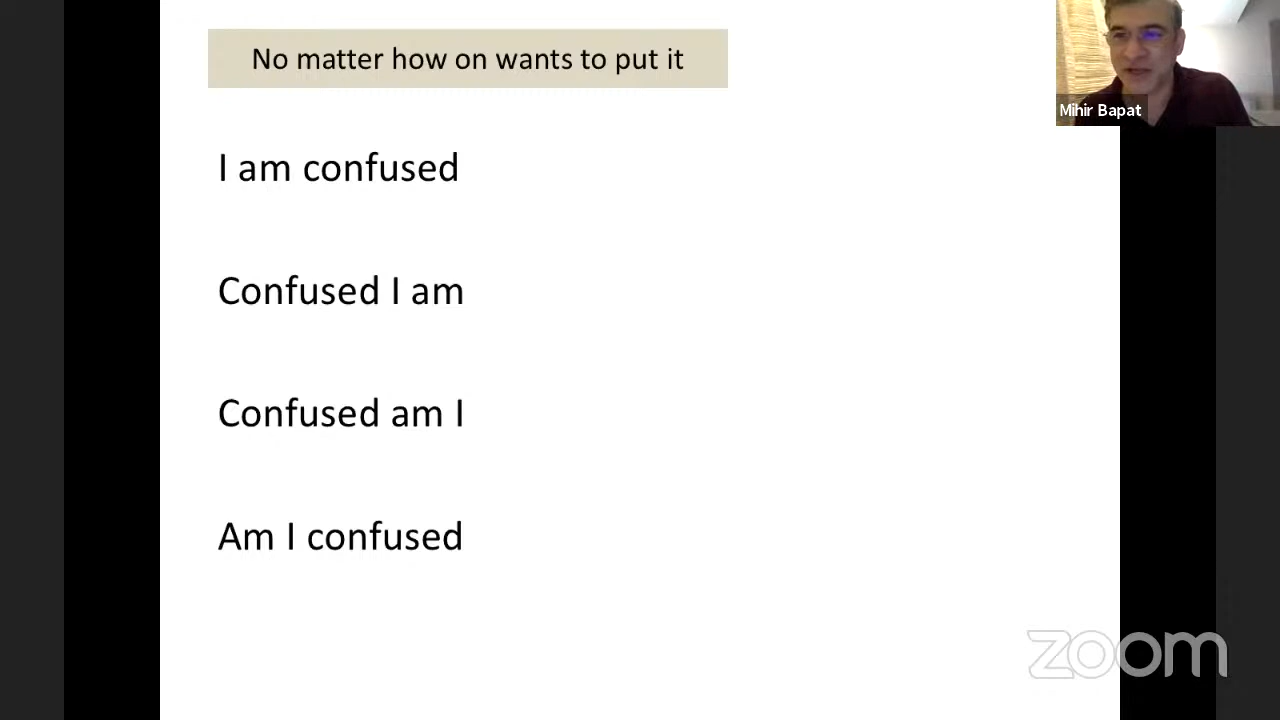 No matter how on wants to put it
Mihir Bapat
I am confused
Confused I am
Confused am I
Am I confused
zoom